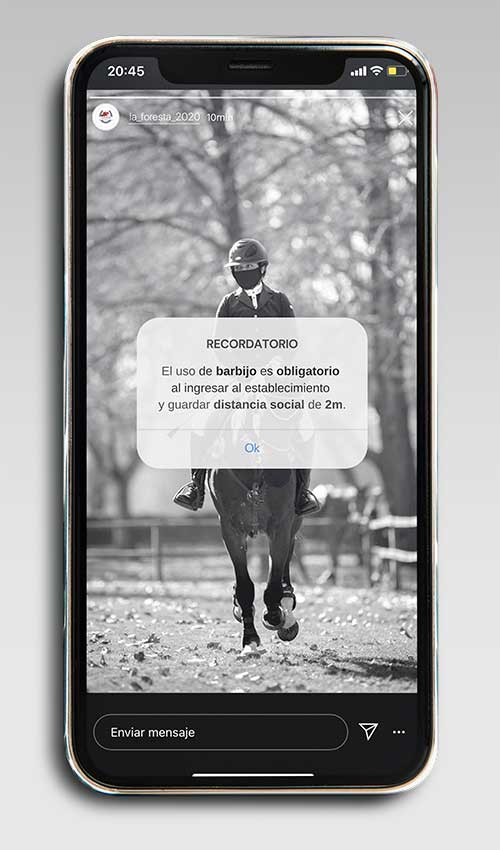 20:45
la_foresta_2020 10min
RECORDATORIO
El uso de barbijo es obligatorio
al ingresar al establecimiento
y guardar distancia social de 2m.
Ok
Enviar mensaje